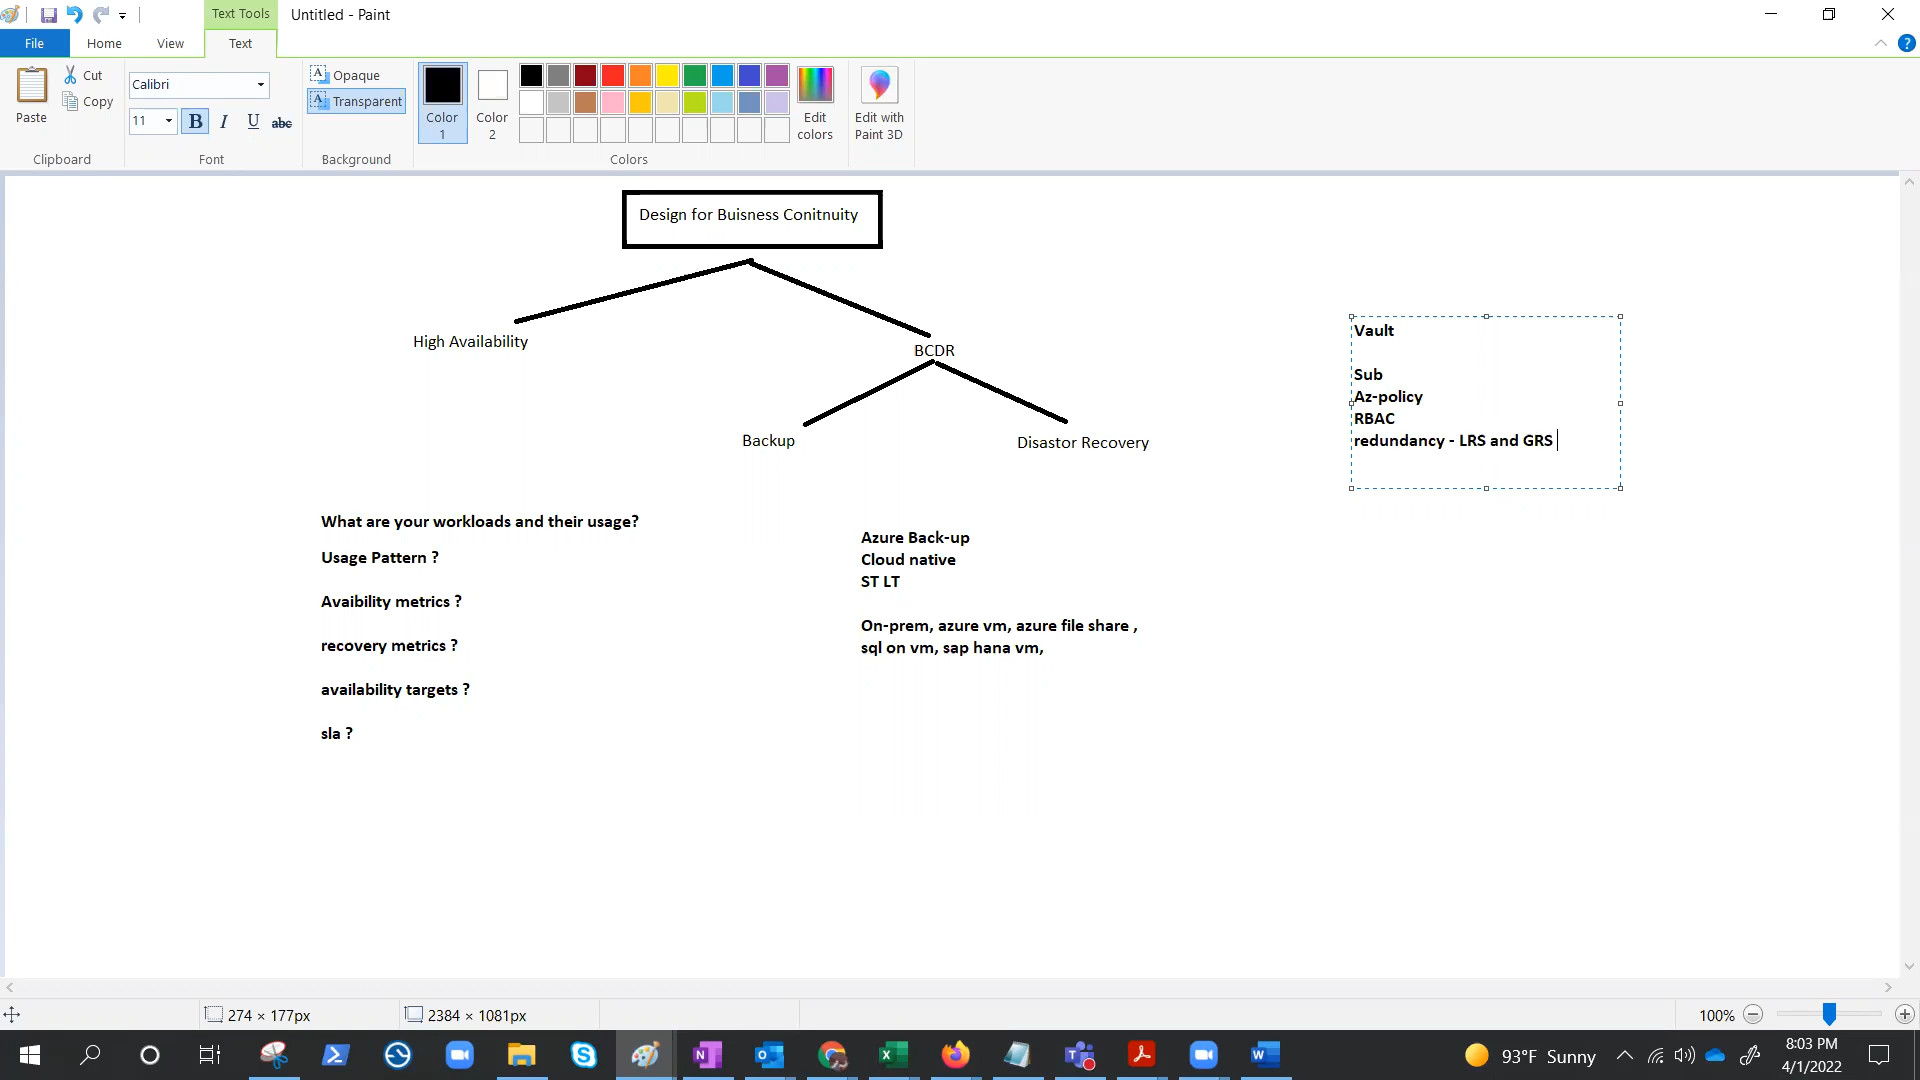 Text Tools
Untitled - Paint
File
Home
View
Text
Paste
Cut
Copy
Clipboard
Calibri
11
B
I
U
abc
Font
Opaque
Transparent
Background
Color
1
Color
2
Edit
colors
Colors
Edit with
Paint 3D
Design for Buisness Conitnuity
High Availability
BCDR
Backup
Disastor Recovery
Vault
Sub
Az-policy
RBAC
redundancy - LRS and GRS
What are your workloads and their usage?
Usage Pattern ?
Avaibility metrics ?
recovery metrics ?
availability targets ?
sla ?
Azure Back-up
Cloud native
ST LT
On-prem, azure vm, azure file share ,
sql on vm, sap hana vm,
274 × 177px
2384 × 1081px
100%
93°F Sunny
8:03 PM
4/1/2022